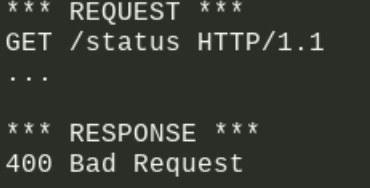 *** REQUEST ***
GET /status HTTP/1.1
...
*** RESPONSE ***
400 Bad Request